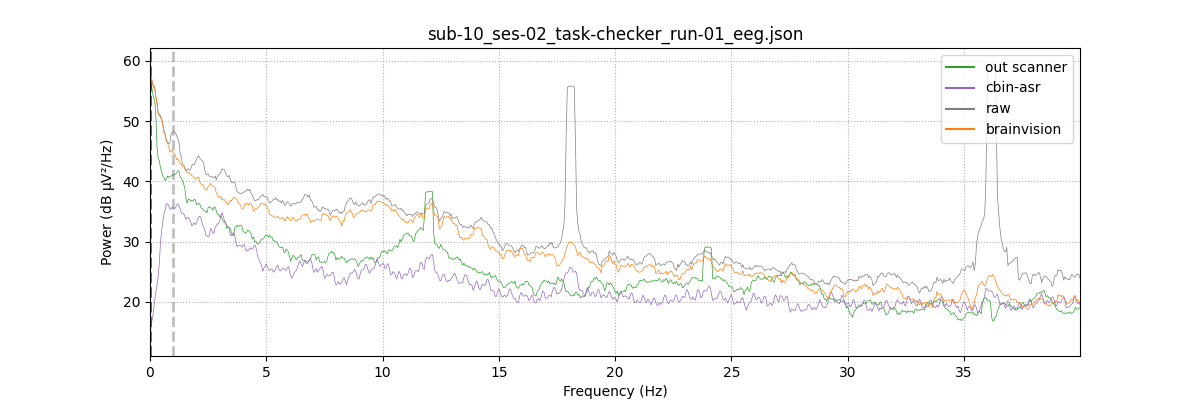 sub-10_ses-02_task-checker_run-01_eeg.json
60
50
40
30
20
Power (dB µV²/Hz)
out scanner
cbin-asr
raw
brainvision
0 5 10 15 20 25 30 35
Frequency (Hz)